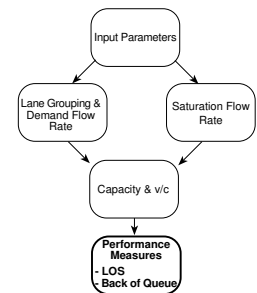 Input Parameters
Lane Grouping &
Demand Flow
Rate
Saturation Flow
Rate
Capacity & v/c
Performance
Measures
- LOS
- Back of Queue